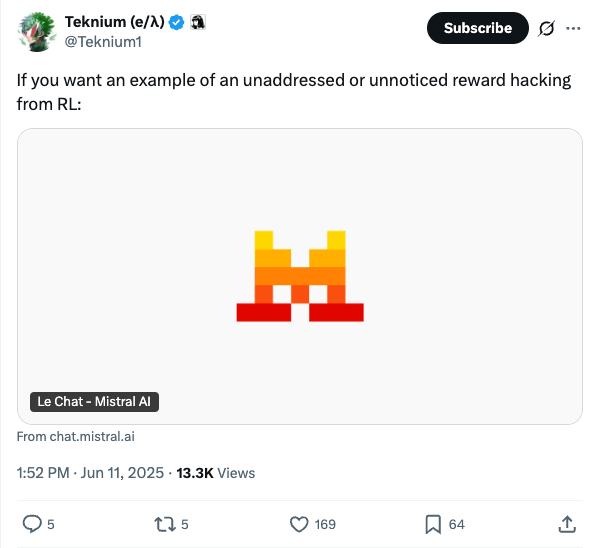 Teknium (e/λ)
Subscribe
@Teknium1
If you want an example of an unaddressed or unnoticed reward hacking
from RL:
Le Chat - Mistral AI
From chat.mistral.ai
1:52 PM · Jun 11, 2025 · 13.3K Views
5
5
169
64